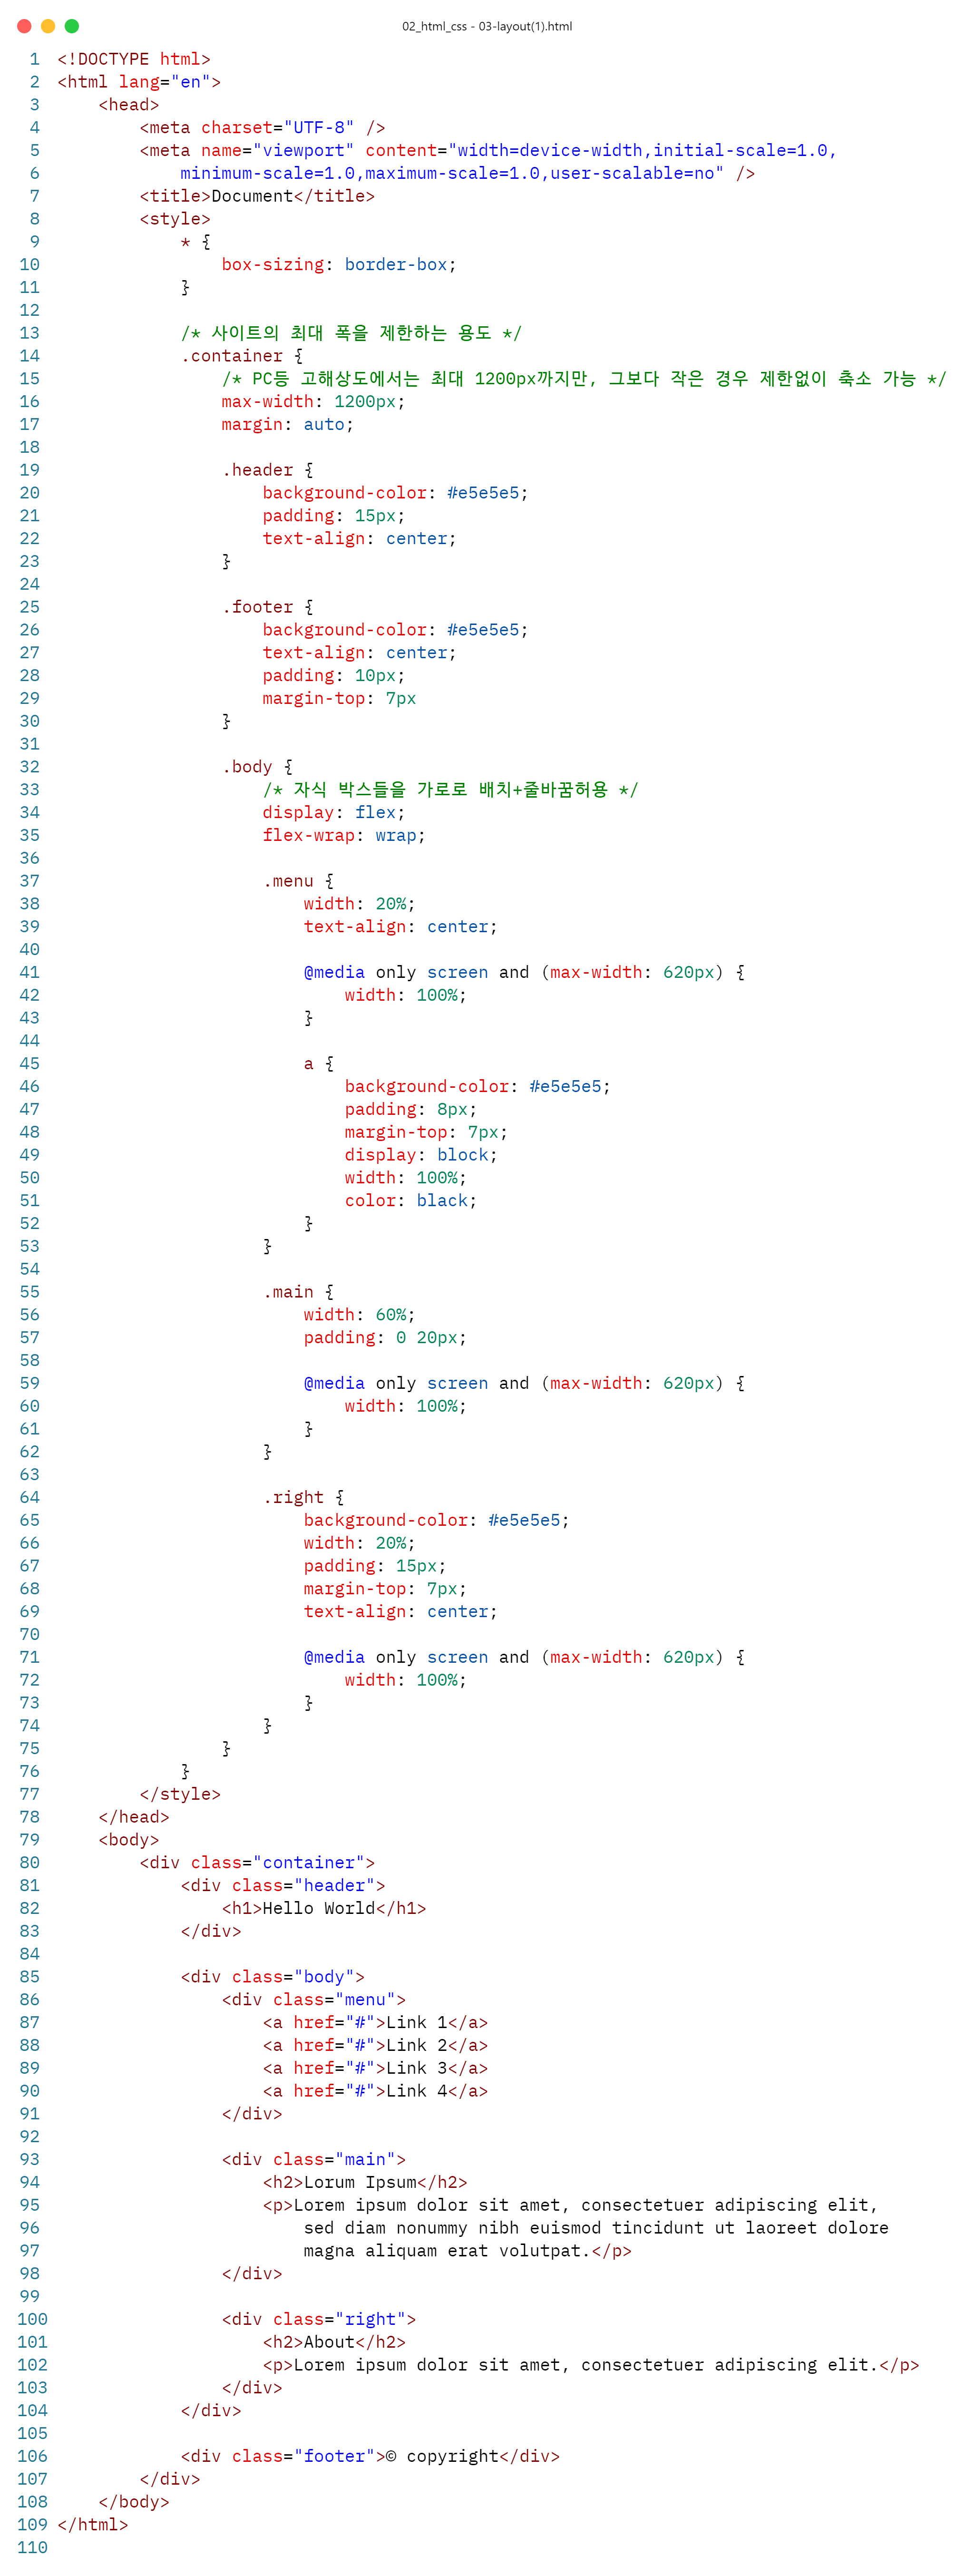 02_html_css - 03-layout(1).html
1 <!DOCTYPE html>
2 <html lang="en">
3     <head>
4         <meta charset="UTF-8" />
5         <meta name="viewport" content="width=device-width,initial-scale=1.0,
6             minimum-scale=1.0,maximum-scale=1.0,user-scalable=no" />
7         <title>Document</title>
8         <style>
9             * {
10                 box-sizing: border-box;
11             }
12
13             /* 사이트의 최대 폭을 제한하는 용도 */
14             .container {
15                 /* PC등 고해상도에서는 최대 1200px까지만, 그보다 작은 경우 제한없이 축소 가능 */
16                 max-width: 1200px;
17                 margin: auto;
18
19                 .header {
20                     background-color: #e5e5e5;
21                     padding: 15px;
22                     text-align: center;
23                 }
24
25                 .footer {
26                     background-color: #e5e5e5;
27                     text-align: center;
28                     padding: 10px;
29                     margin-top: 7px
30                 }
31
32                 .body {
33                     /* 자식 박스들을 가로로 배치+줄바꿈허용 */
34                     display: flex;
35                     flex-wrap: wrap;
36
37                     .menu {
38                         width: 20%;
39                         text-align: center;
40
41                         @media only screen and (max-width: 620px) {
42                             width: 100%;
43                         }
44
45                         a {
46                             background-color: #e5e5e5;
47                             padding: 8px;
48                             margin-top: 7px;
49                             display: block;
50                             width: 100%;
51                             color: black;
52                         }
53                     }
54
55                     .main {
56                         width: 60%;
57                         padding: 0 20px;
58
59                         @media only screen and (max-width: 620px) {
60                             width: 100%;
61                         }
62                     }
63
64                     .right {
65                         background-color: #e5e5e5;
66                         width: 20%;
67                         padding: 15px;
68                         margin-top: 7px;
69                         text-align: center;
70
71                         @media only screen and (max-width: 620px) {
72                             width: 100%;
73                         }
74                     }
75                 }
76             }
77         </style>
78     </head>
79     <body>
80         <div class="container">
81             <div class="header">
82                 <h1>Hello World</h1>
83             </div>
84
85             <div class="body">
86                 <div class="menu">
87                     <a href="#">Link 1</a>
88                     <a href="#">Link 2</a>
89                     <a href="#">Link 3</a>
90                     <a href="#">Link 4</a>
91                 </div>
92
93                 <div class="main">
94                     <h2>Lorum Ipsum</h2>
95                     <p>Lorem ipsum dolor sit amet, consectetuer adipiscing elit,
96                         sed diam nonummy nibh euismod tincidunt ut laoreet dolore
97                         magna aliquam erat volutpat.</p>
98                 </div>
99
100                 <div class="right">
101                     <h2>About</h2>
102                     <p>Lorem ipsum dolor sit amet, consectetuer adipiscing elit.</p>
103                 </div>
104             </div>
105
106             <div class="footer">© copyright</div>
107         </div>
108     </body>
109 </html>
110